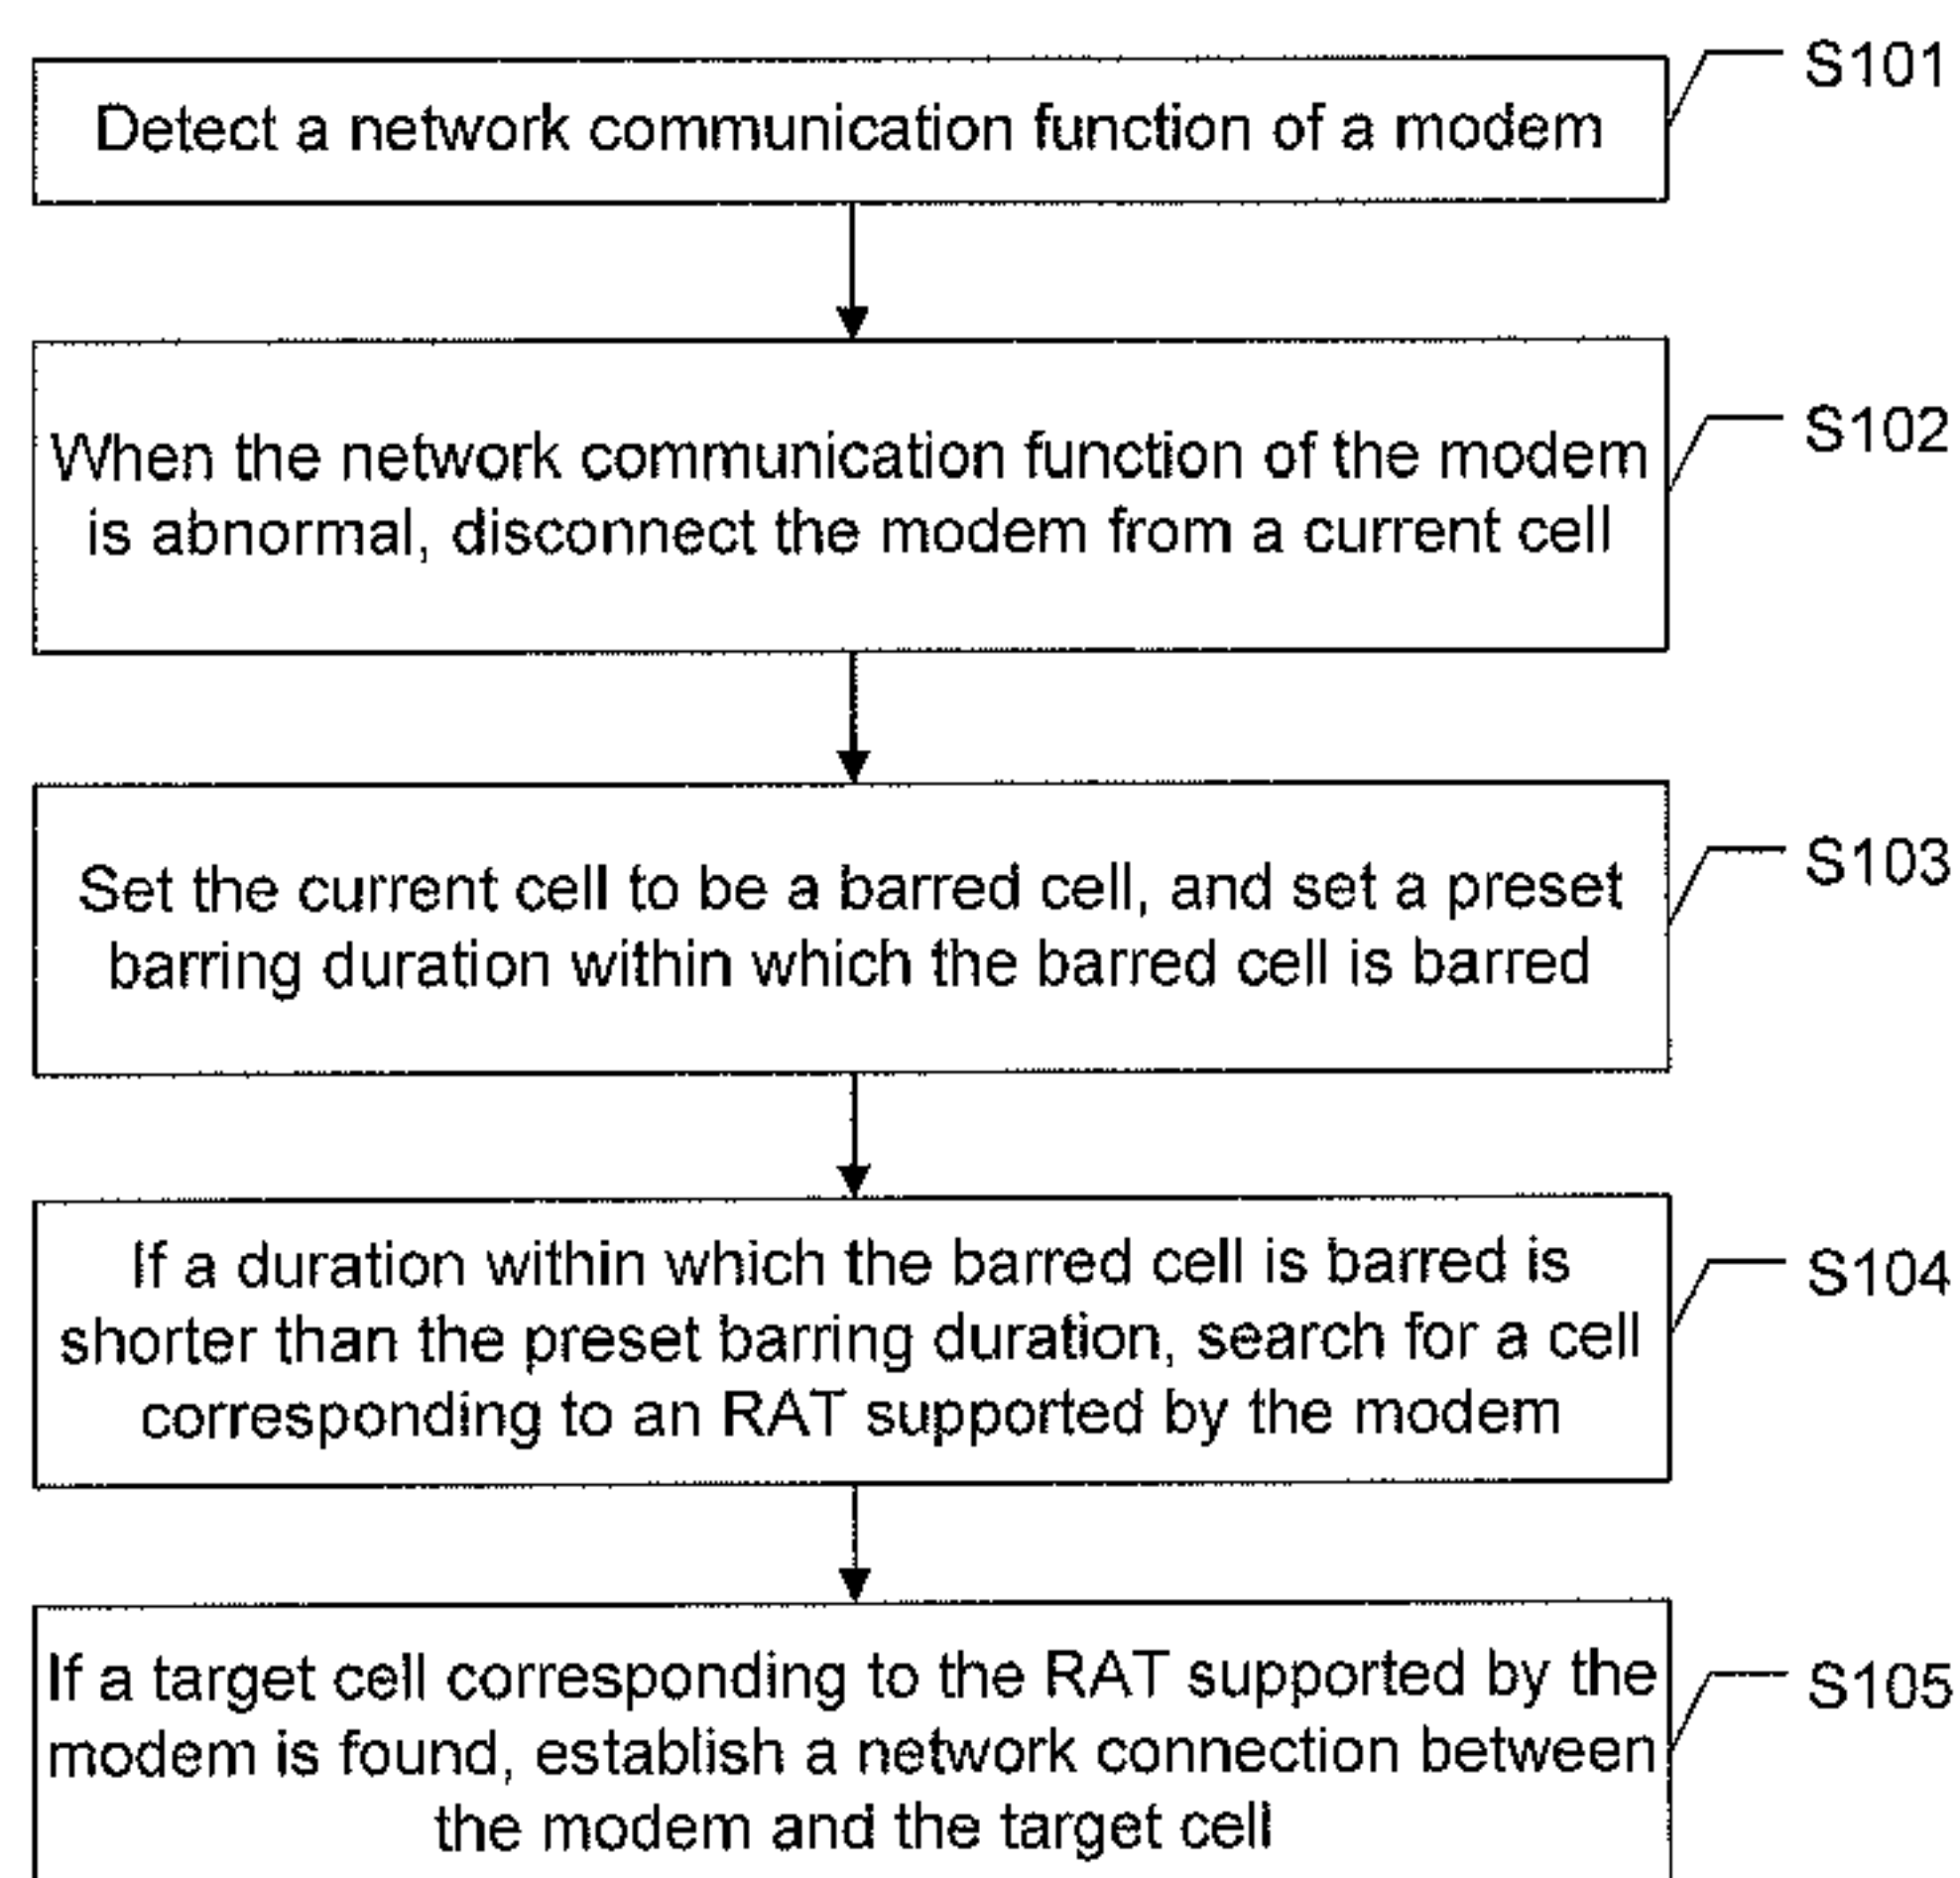 S101
Detect a network communication function of a modem
S102
When the network communication function of the modem
is abnormal, disconnect the modem from a current cell
S103
Set the current cell to be a barred cell, and set a preset
barring duration within which the barred cell is barred
S104
If a duration within which the barred cell is barred is
shorter than the preset barring duration, search for a cell
corresponding to an RAT supported by the modem
S105
If a target cell corresponding to the RAT supported by the
modem is found, establish a network connection between
the modem and the target cell